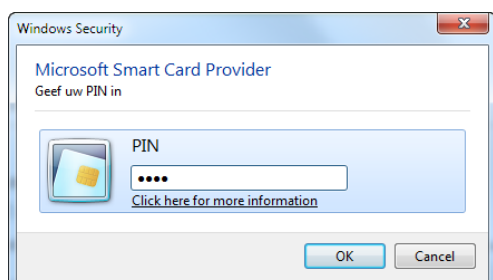 Windows Security
Microsoft Smart Card Provider
Geef uw PIN in
PIN
••••
Click here for more information
OK
Cancel